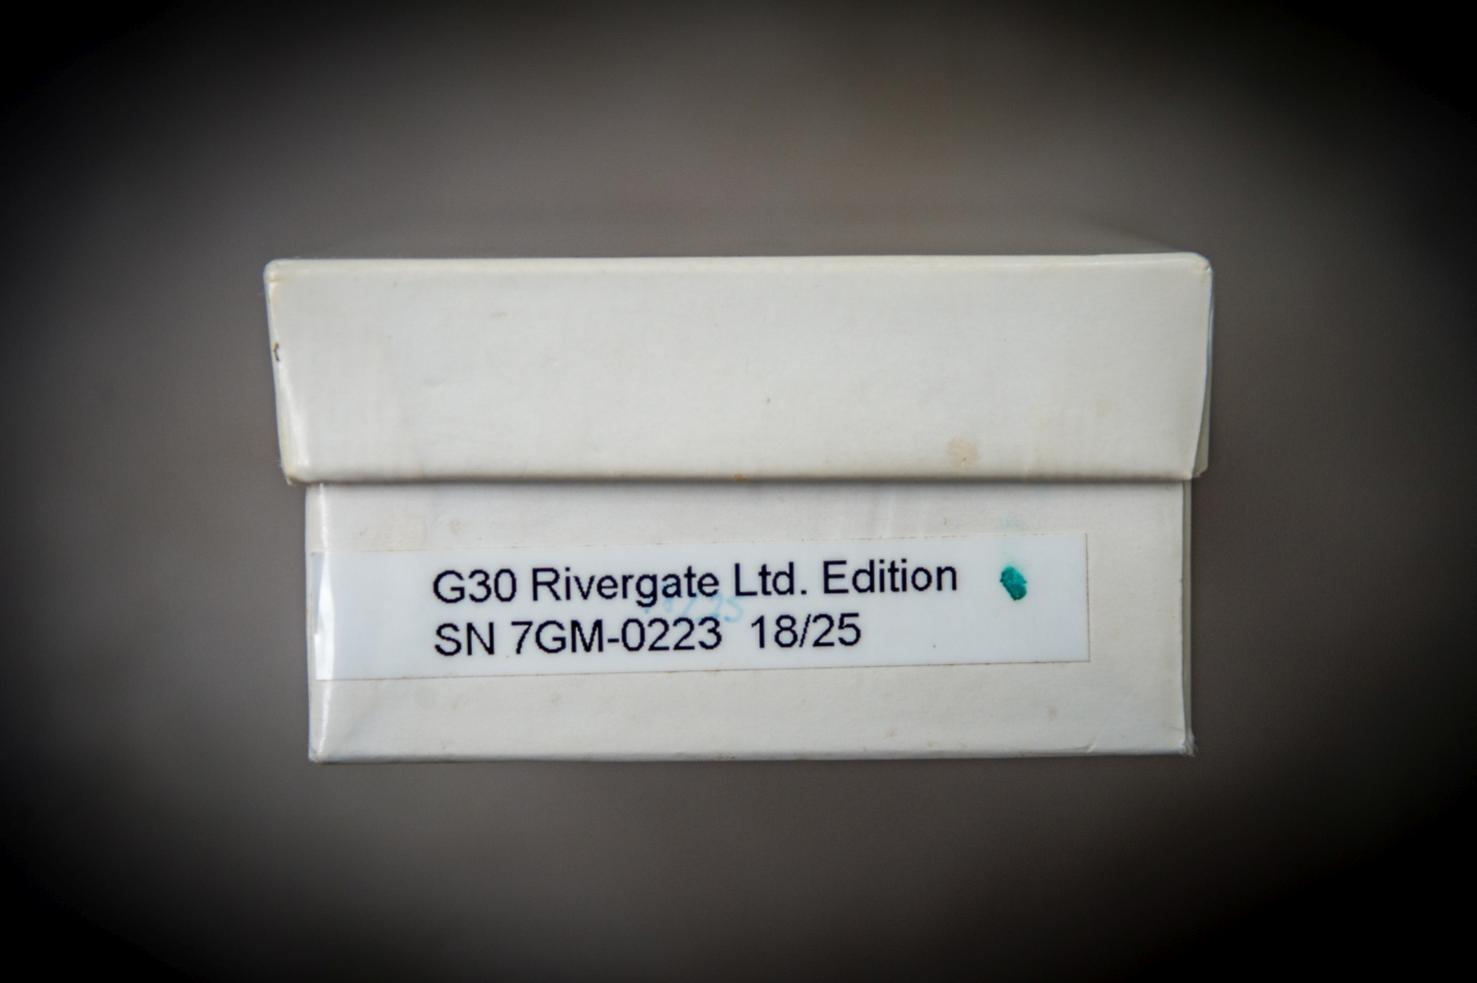 G30 Rivergate Ltd. Edition
SN 7GM-0223 18/25